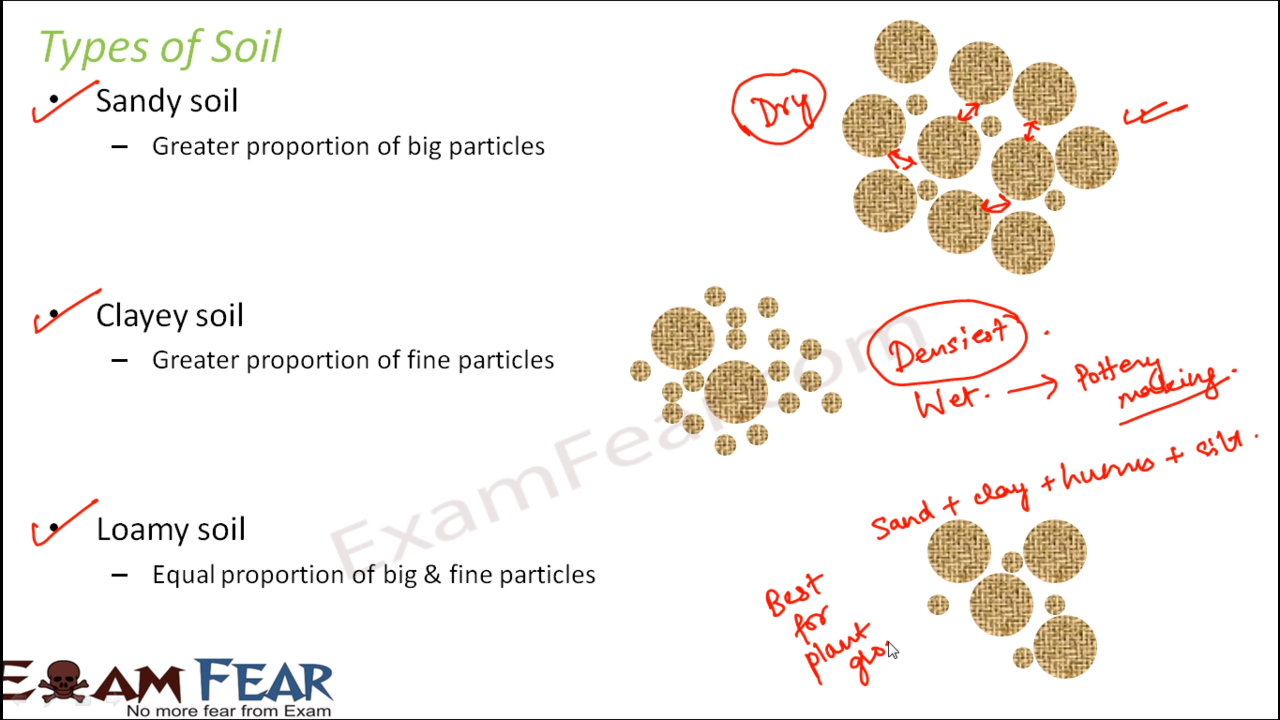 Types of Soil
• Sandy soil
– Greater proportion of big particles
Dry
• Clayey soil
– Greater proportion of fine particles
Densiest.
Wet. → Pottery
making.
Sand + clay + humus + silt.
• Loamy soil
– Equal proportion of big & fine particles
Best
for
plant
ExamFear.com
EXAM FEAR
No more fear from Exam